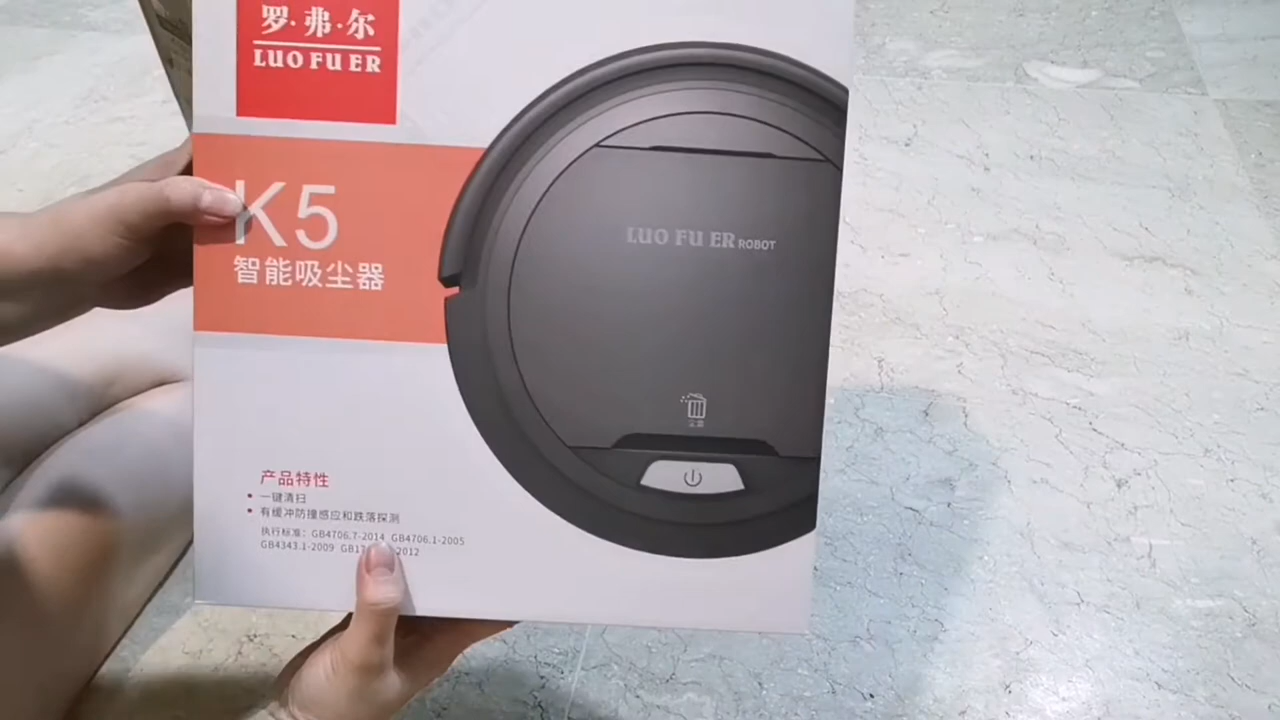 罗·弗·尔
LUO FU ER
K5
智能吸尘器
LUO FU ER ROBOT
产品特性
• 一键清扫
• 有缓冲防撞感应和跌落探测
执行标准：GB4706.7-2014 GB4706.1-2005
GB4343.1-2009 2012